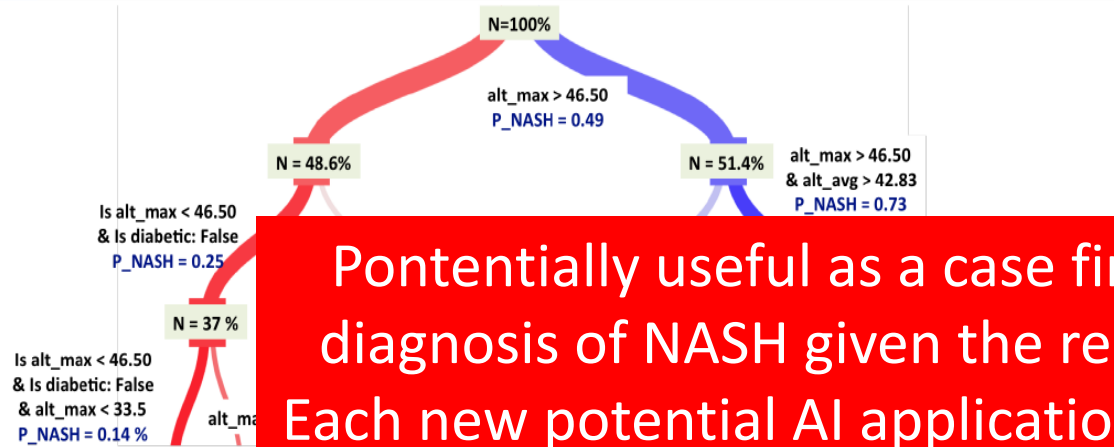 N=100%
alt_max > 46.50
P_NASH = 0.49
N = 48.6%
N = 51.4%
alt_max > 46.50
& alt_avg > 42.83
P_NASH = 0.73
Is alt_max < 46.50
& Is diabetic: False
P_NASH = 0.25
N = 37 %
Is alt_max < 46.50
& Is diabetic: False
& alt_max < 33.5
P_NASH = 0.14 %
Pontentially useful as a case
diagnosis of NASH given the
Each new potential AI